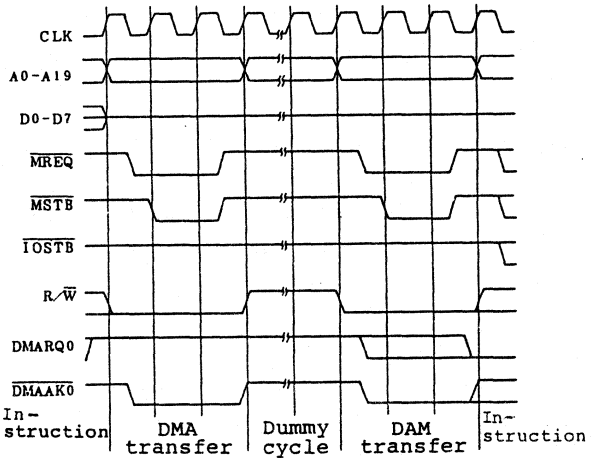 CLK
A0-A19
D0-D7
MREQ
MSTB
IOSTB
R/W
DMARQ0
DMAAK0
In-
struction
DMA
transfer
Dummy
cycle
DAM
transfer
In-
struction